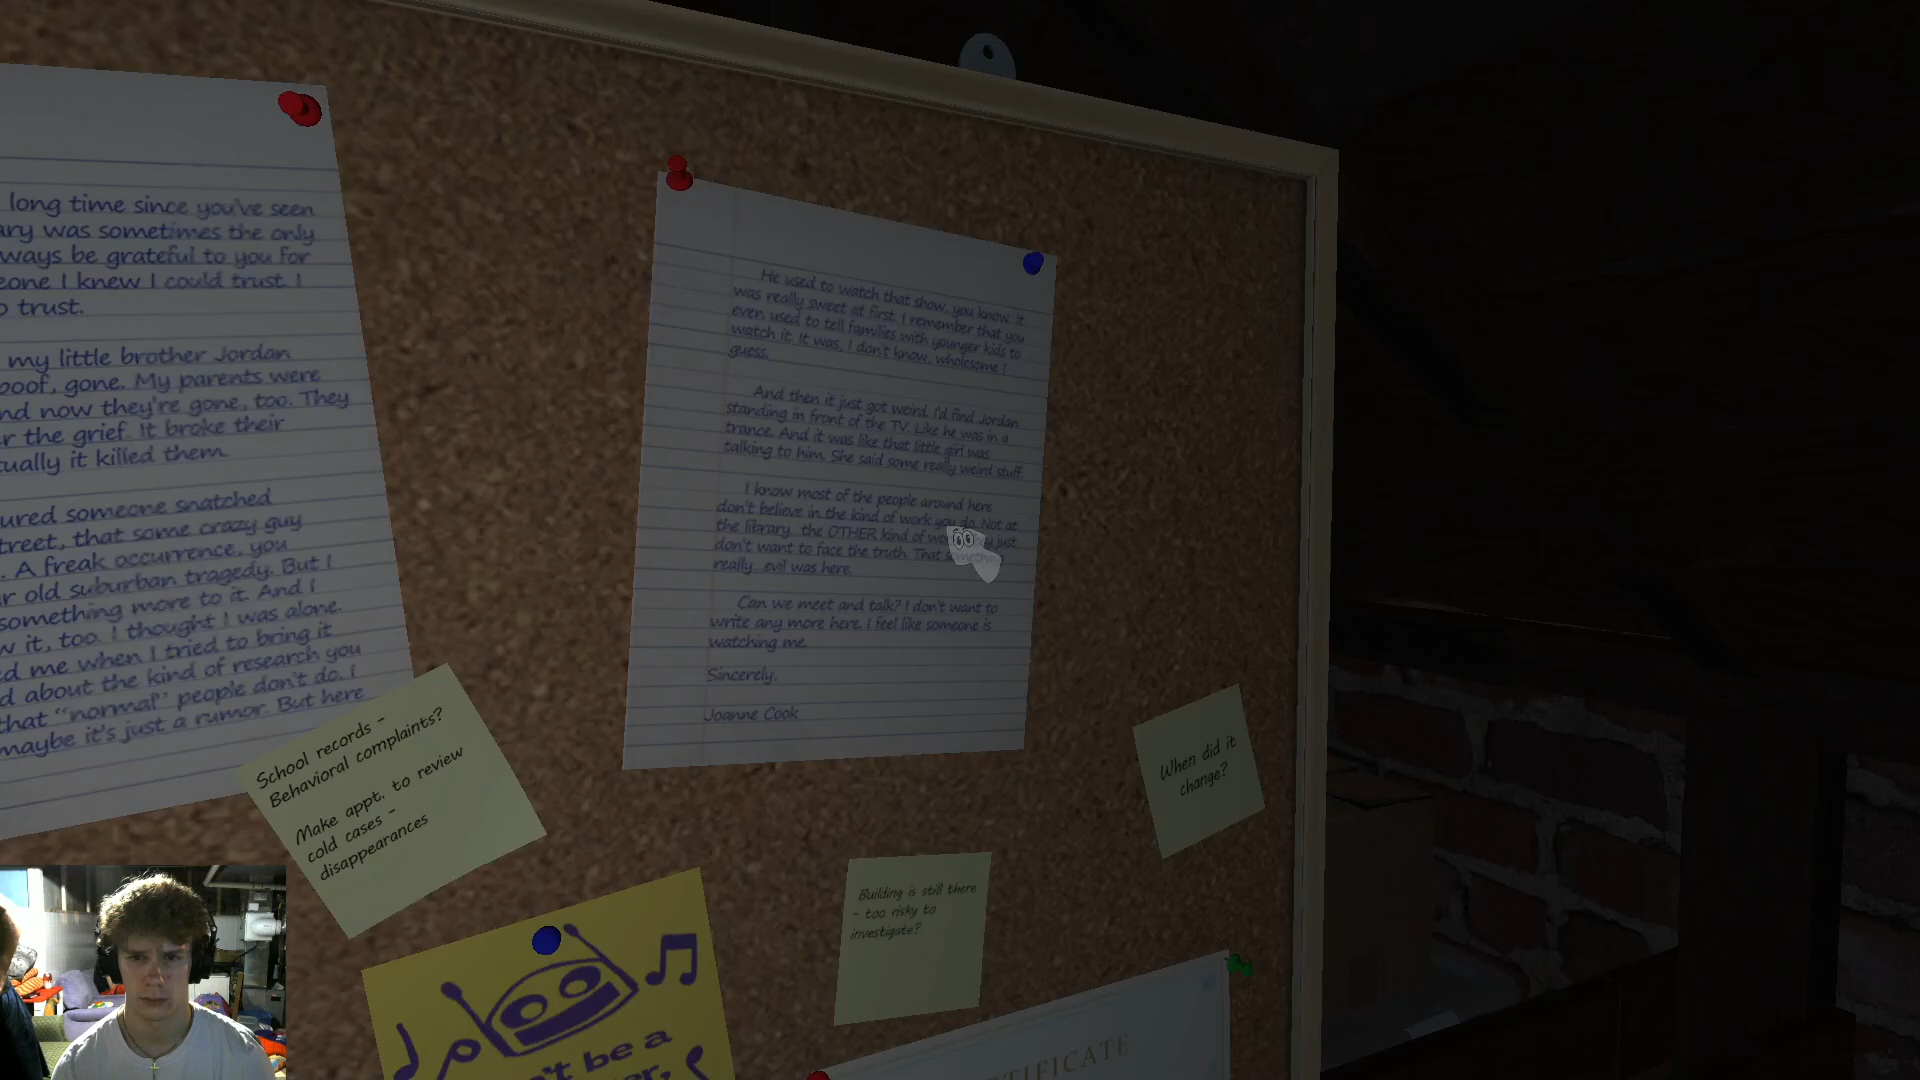 long time since you've seen
ary was sometimes the only
ways be grateful to you for
eone I knew I could trust. I
o trust.
my little brother Jordan
poof, gone. My parents were
nd now they're gone, too. They
r the grief. It broke their
tually it killed them.
ured someone snatched
treet, that some crazy guy
. A freak occurrence, you
r old suburban tragedy. But I
something more to it. And I
w it, too. I thought I was alone.
ed me when I tried to bring it
d about the kind of research you
that "normal" people don't do. I
maybe it's just a rumor. But here
He used to watch that show, you know. It
was really sweet at first. I remember that you
even used to tell families with younger kids to
watch it. It was, I don't know, wholesome I
guess.
And then it just got weird. I'd find Jordan
standing in front of the TV. Like he was in a
trance. And it was like that little girl was
talking to him. She said some really weird stuff.
I know most of the people around here
don't believe in the kind of work you do. Not at
the library, the OTHER kind of just
don't want to face the truth. That
really...evil was here.
Can we meet and talk? I don't want to
write any more here. I feel like someone is
watching me.
Sincerely,
Joanne Cook
School records -
Behavioral complaints?
Make appt. to review
cold cases -
disappearances
When did it
change?
Building is still there
- too risky to
investigate?
't be a
er,
TIFICATE